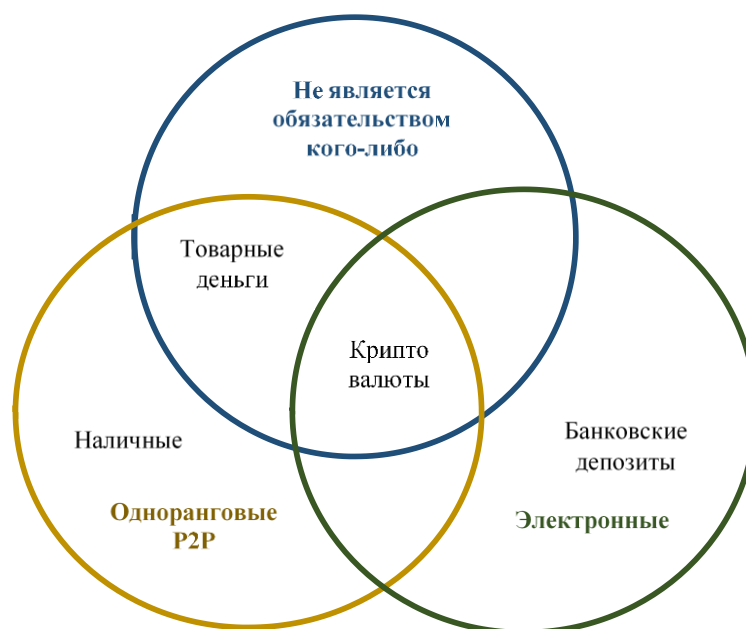 Не является
обязательством
кого-либо
Товарные
деньги
Крипто
валюты
Наличные
Банковские
депозиты
Одноранговые
P2P
Электронные